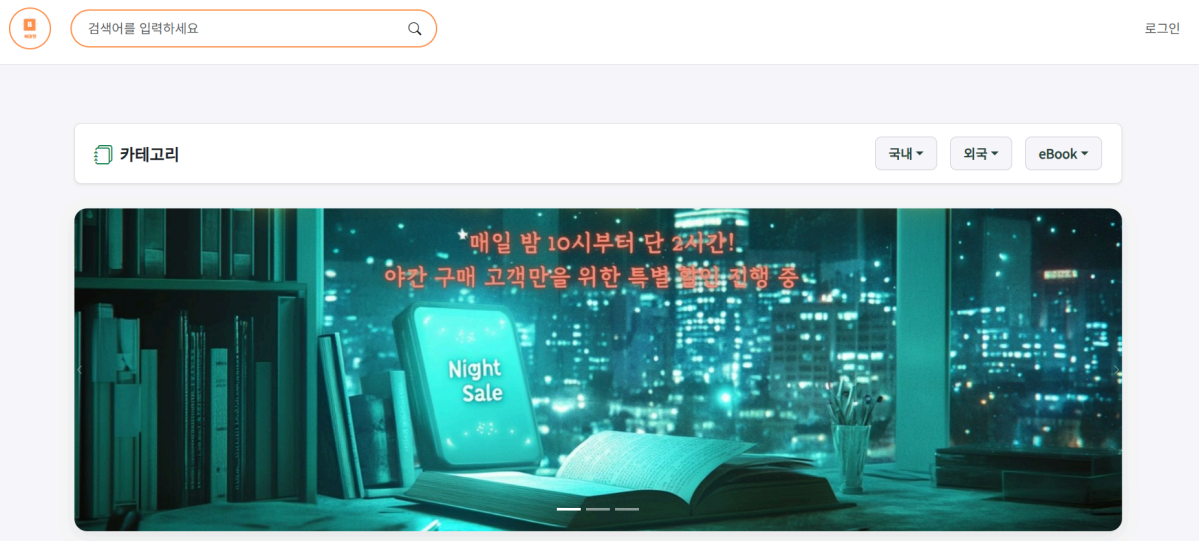 검색어를 입력하세요
로그인
카테고리
국내
외국
eBook
매일 밤 10시부터 단 2시간!
야간 구매 고객만을 위한 특별 할인 진행 중
Night
Sale